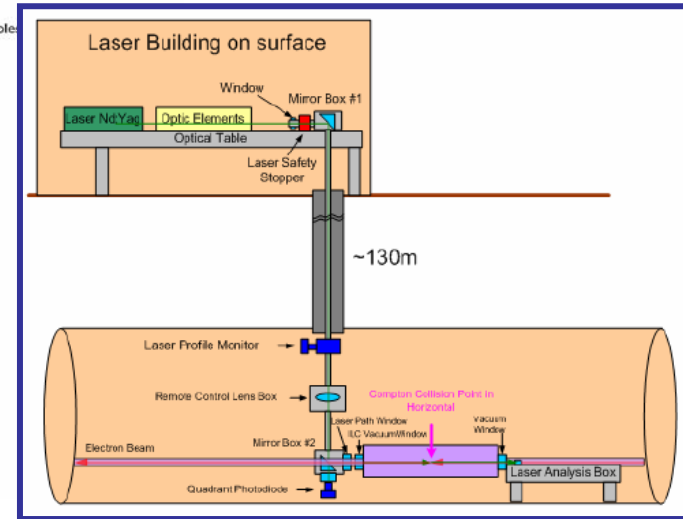 Laser Building on surface
Window
Mirror Box #1
Laser Nd:Yag
Optic Elements
Optical Table
Laser Safety
Stopper
~130m
Laser Profile Monitor
Remote Control Lens Box
Compton Collision Point in
Horizontal
Laser Path Window
ILC VacuumWindow
Vacuum
Window
Electron Beam
Mirror Box #2
Laser Analysis Box
Quadrant Photodiode